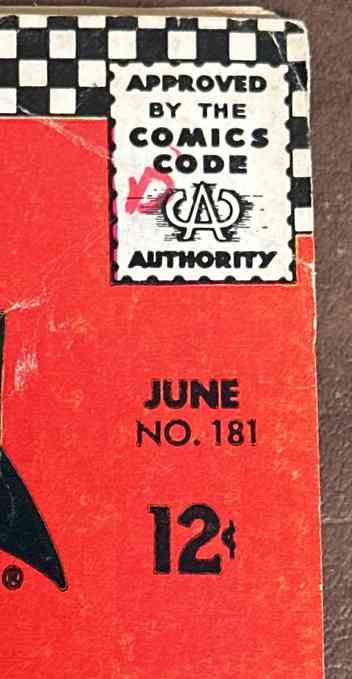 APPROVED
BY THE
COMICS
CODE
CA
AUTHORITY
JUNE
NO. 181
12¢
®